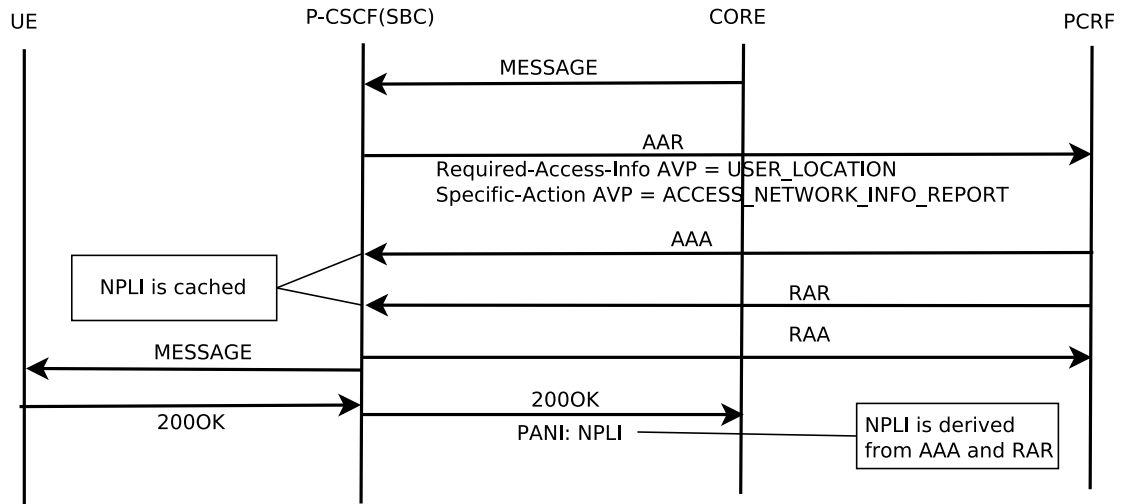 UE
P-CSCF(SBC)
CORE
PCRF
MESSAGE
AAR
Required-Access-Info AVP = USER_LOCATION
Specific-Action AVP = ACCESS_NETWORK_INFO_REPORT
AAA
NPLI is cached
RAR
RAA
MESSAGE
200OK
200OK
PANI: NPLI
NPLI is derived
from AAA and RAR